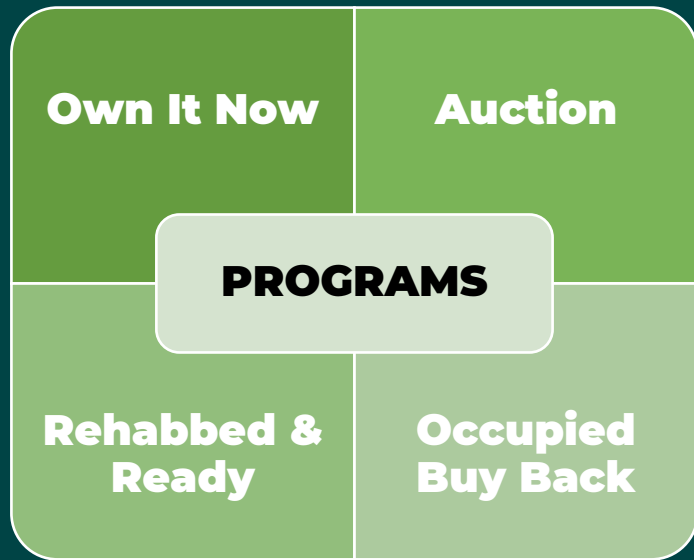 Own It Now
Auction
PROGRAMS
Rehabbed &
Ready
Occupied
Buy Back